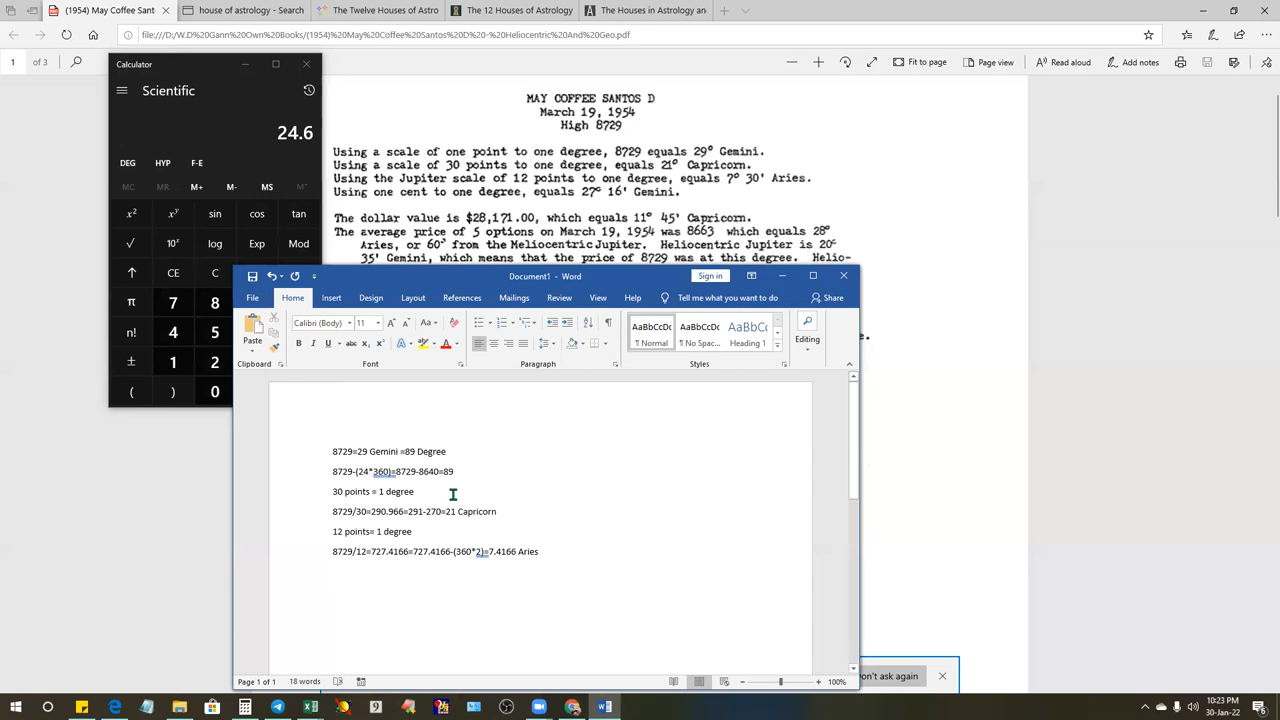 (1954) May Coffee Santos D
house of astrology - Search
The Twelve Houses of Astro
The 12 Houses of Astrology
The Houses in Astrology an
file:///D:/W.D%20Gann%20Own%20Books/(1954)%20May%20Coffee%20Santos%20D%20-%20Heliocentric%20And%20Geo.pdf
1 of 3
Fit to page
Page view
Read aloud
Add notes
Calculator
Scientific
24.6
DEG HYP F-E
MC MR M+ M- MS M˅
x² xʸ sin cos tan
√ 10ˣ log Exp Mod
↑ CE C
π 7 8
n! 4 5
± 1 2
( ) 0
MAY COFFEE SANTOS D
March 19, 1954
High 8729
Using a scale of one point to one degree, 8729 equals 29° Gemini.
Using a scale of 30 points to one degree, equals 21° Capricorn.
Using the Jupiter scale of 12 points to one degree, equals 7° 30' Aries.
Using one cent to one degree, equals 27° 16' Gemini.
The dollar value is $28,171.00, which equals 11° 45' Capricorn.
The average price of 5 options on March 19, 1954 was 8663 which equals 28°
Aries, or 60° from the Meliocentric Jupiter. Heliocentric Jupiter is 20°
35' Gemini, which means that the price of 8729 was at this degree. Helio-
e.
Document1 - Word
Sign in
File Home Insert Design Layout References Mailings Review View Help Tell me what you want to do Share
Paste
Calibri (Body) 11
Aa
B I U abc x₂ x²
AaBbCcDc AaBbCcDc AaBbCc
¶ Normal ¶ No Spac... Heading 1
Editing
Clipboard Font Paragraph Styles
8729=29 Gemini =89 Degree
8729-(24*360)=8729-8640=89
30 points = 1 degree
8729/30=290.966=291-270=21 Capricorn
12 points= 1 degree
8729/12=727.4166=727.4166-(360*2)=7.4166 Aries
Page 1 of 1 18 words 100%
on't ask again
10:23 PM
30-Jan-22